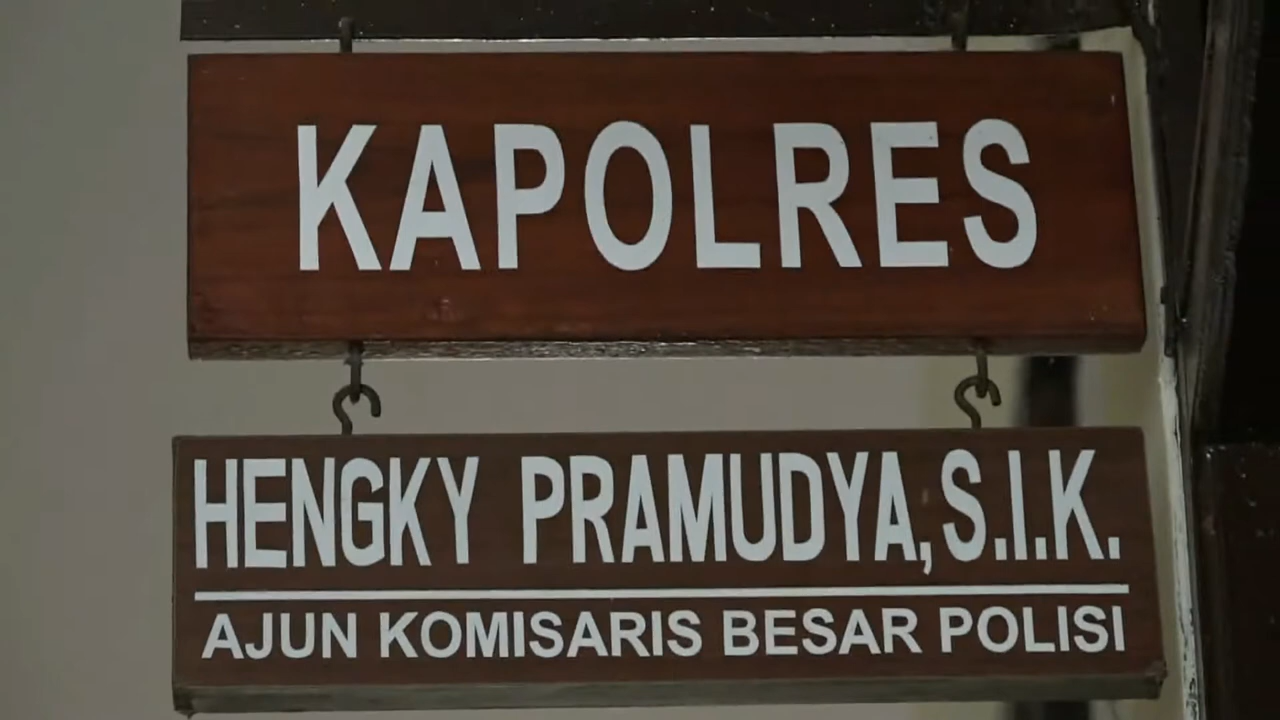 KAPOLRES
HENGKY PRAMUDYA, S.I.K.
AJUN KOMISARIS BESAR POLISI